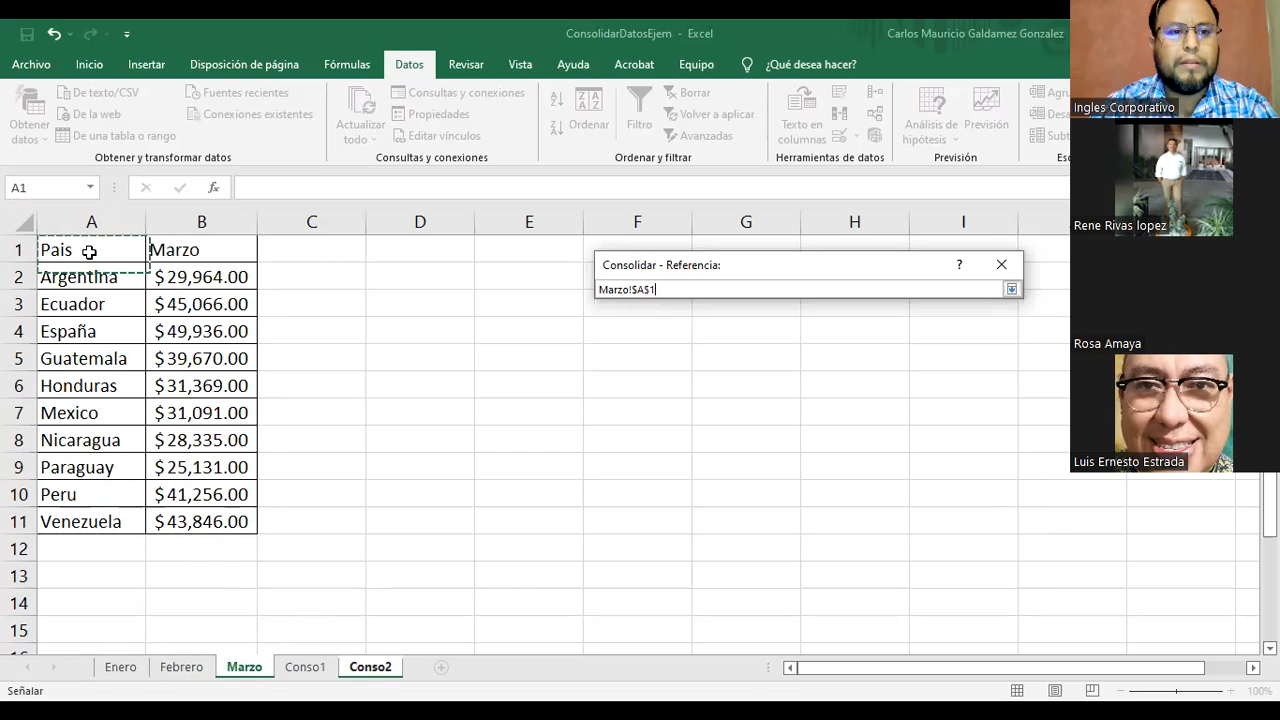 ConsolidarDatosEjem - Excel
Carlos Mauricio Galdamez Gonzalez
Archivo Inicio Insertar Disposición de página Fórmulas Datos Revisar Vista Ayuda Acrobat Equipo ¿Qué desea hacer?
Obtener datos
De texto/CSV
De la web
De una tabla o rango
Fuentes recientes
Conexiones existentes
Obtener y transformar datos
Actualizar todo
Consultas y conexiones
Editar vínculos
Consultas y conexiones
Ordenar
Filtro
Borrar
Volver a aplicar
Avanzadas
Ordenar y filtrar
Texto en columnas
Herramientas de datos
Análisis de hipótesis
Previsión
Previsión
A1
fx
A B C D E F G H I
1 Pais Marzo
2 Argentina $ 29,964.00
3 Ecuador $ 45,066.00
4 España $ 49,936.00
5 Guatemala $ 39,670.00
6 Honduras $ 31,369.00
7 Mexico $ 31,091.00
8 Nicaragua $ 28,335.00
9 Paraguay $ 25,131.00
10 Peru $ 41,256.00
11 Venezuela $ 43,846.00
12
13
14
15
Consolidar - Referencia:
?
Marzo!$A$1
Enero Febrero Marzo Conso1 Conso2
Señalar
100%
Ingles Corporativo
Rene Rivas lopez
Rosa Amaya
Luis Ernesto Estrada